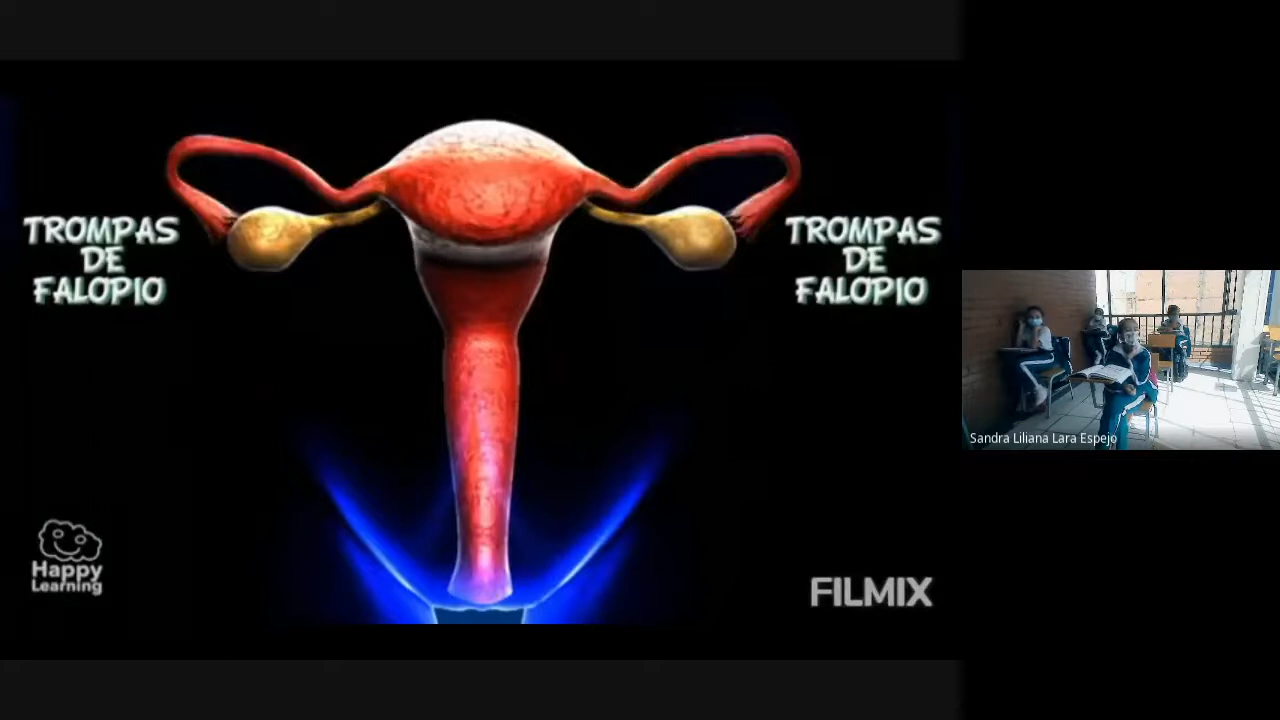 TROMPAS
DE
FALOPIO
TROMPAS
DE
FALOPIO
Sandra Liliana Lara Espejo
Happy
Learning
FILMIX